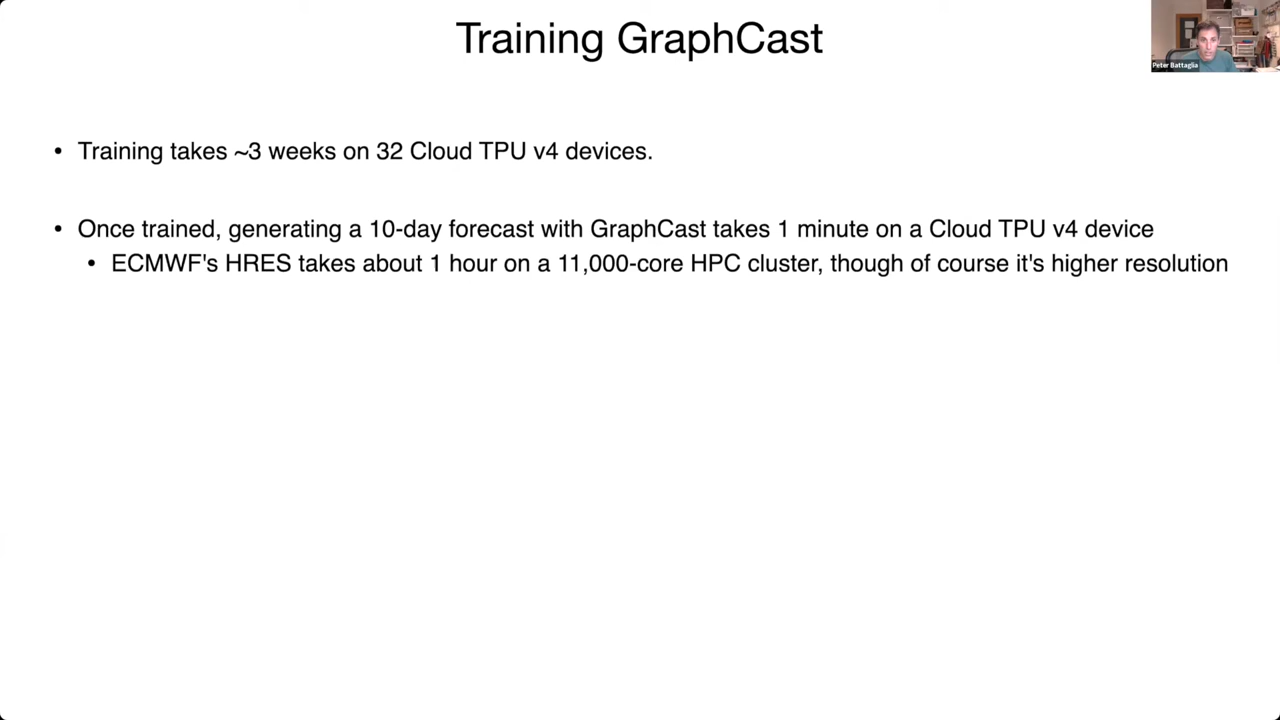 Training GraphCast
Peter Battaglia
• Training takes ~3 weeks on 32 Cloud TPU v4 devices.
• Once trained, generating a 10-day forecast with GraphCast takes 1 minute on a Cloud TPU v4 device
• ECMWF's HRES takes about 1 hour on a 11,000-core HPC cluster, though of course it's higher resolution